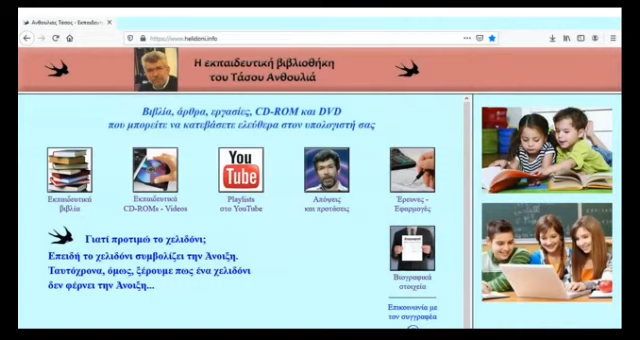 Ανθουλιάς Τάσος - Εκπαιδευτι
https://www.helidoni.info
Η εκπαιδευτική βιβλιοθήκη
του Τάσου Ανθουλιά
Βιβλία, άρθρα, εργασίες, CD-ROM και DVD
που μπορείτε να κατεβάσετε ελεύθερα στον υπολογιστή σας
You
Tube
Εκπαιδευτικά
βιβλία
Εκπαιδευτικά
CD-ROMs - Videos
Playlists
στο YouTube
Απόψεις
και προτάσεις
Έρευνες -
Εφαρμογές
Γιατί προτιμώ το χελιδόνι;
Επειδή το χελιδόνι συμβολίζει την Άνοιξη.
Ταυτόχρονα, όμως, ξέρουμε πως ένα χελιδόνι
δεν φέρνει την Άνοιξη...
Βιογραφικά
στοιχεία
Επικοινωνία με
τον συγγραφέα